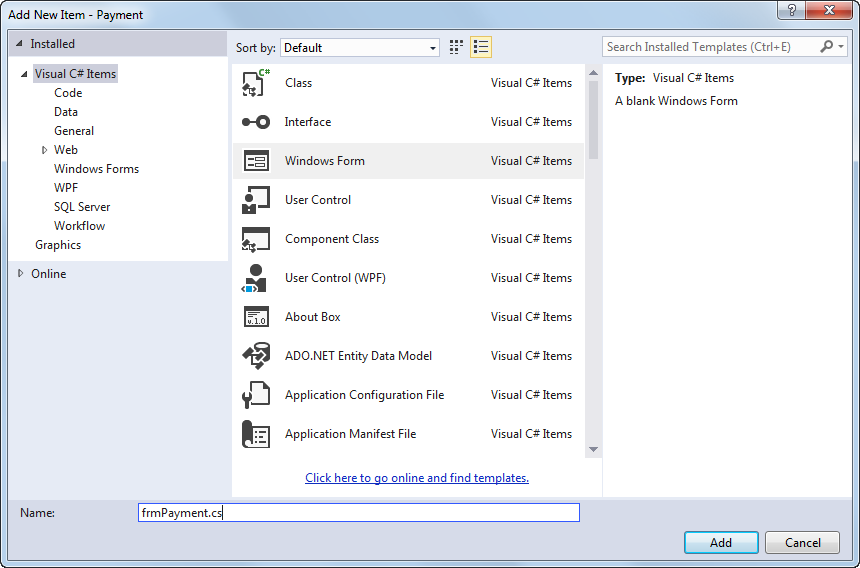 Add New Item - Payment
?
Installed
Visual C# Items
Code
Data
General
Web
Windows Forms
WPF
SQL Server
Workflow
Graphics
Online
Sort by: Default
Search Installed Templates (Ctrl+E)
C# Class Visual C# Items
Interface Visual C# Items
Windows Form Visual C# Items
User Control Visual C# Items
Component Class Visual C# Items
User Control (WPF) Visual C# Items
v.1.0 About Box Visual C# Items
ADO.NET Entity Data Model Visual C# Items
Application Configuration File Visual C# Items
Application Manifest File Visual C# Items
Click here to go online and find templates.
Type: Visual C# Items
A blank Windows Form
Name: frmPayment.cs
Add Cancel